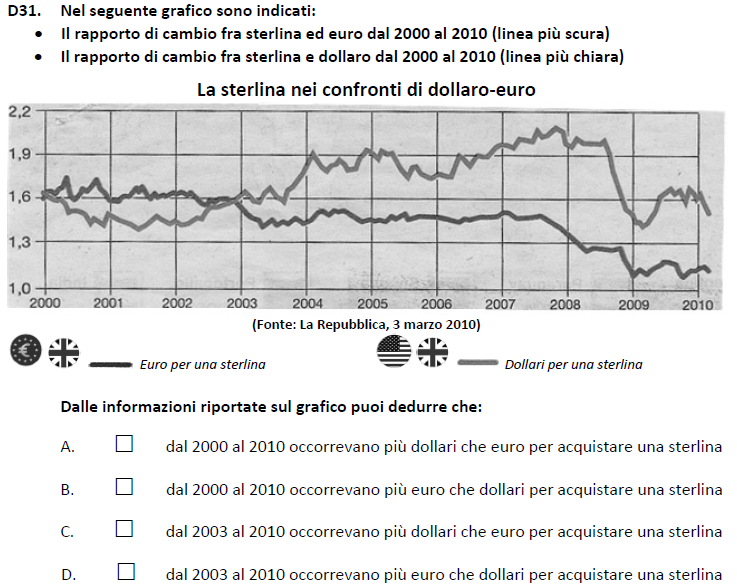 D31. Nel seguente grafico sono indicati:
• Il rapporto di cambio fra sterlina ed euro dal 2000 al 2010 (linea più scura)
• Il rapporto di cambio fra sterlina e dollaro dal 2000 al 2010 (linea più chiara)
La sterlina nei confronti di dollaro-euro
2,2
1,9
1,6
1,3
1,0
2000 2001 2002 2003 2004 2005 2006 2007 2008 2009 2010
(Fonte: La Repubblica, 3 marzo 2010)
Euro per una sterlina
Dollari per una sterlina
Dalle informazioni riportate sul grafico puoi dedurre che:
A. dal 2000 al 2010 occorrevano più dollari che euro per acquistare una sterlina
B. dal 2000 al 2010 occorrevano più euro che dollari per acquistare una sterlina
C. dal 2003 al 2010 occorrevano più dollari che euro per acquistare una sterlina
D. dal 2003 al 2010 occorrevano più euro che dollari per acquistare una sterlina